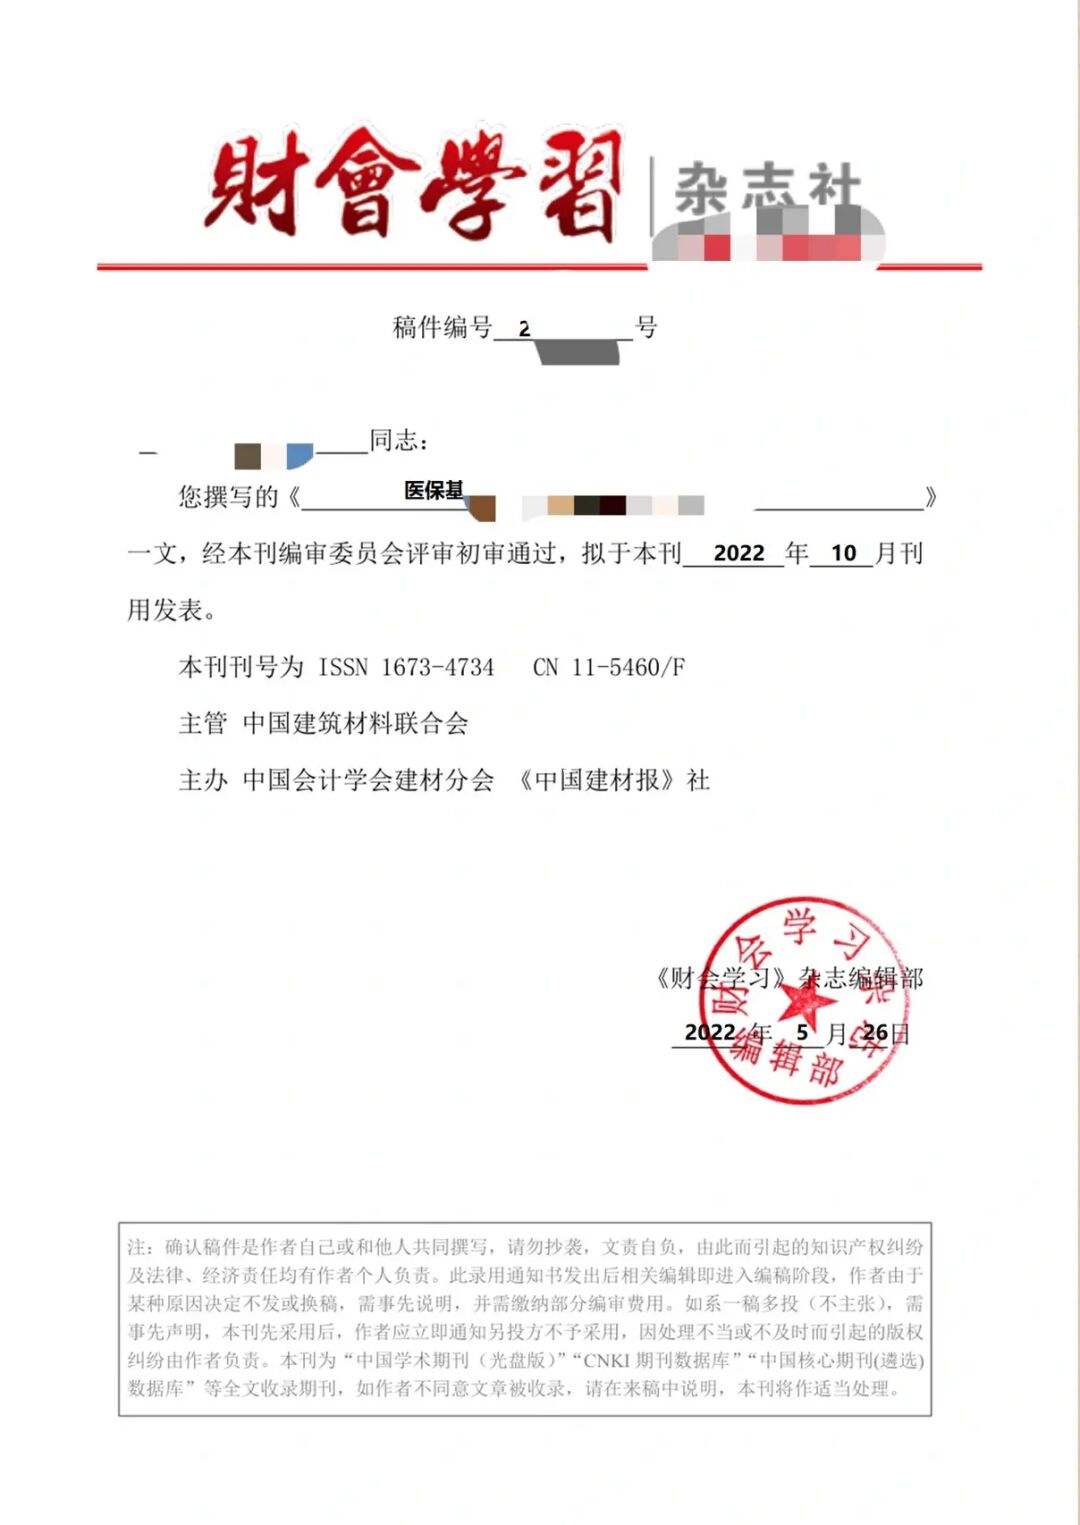 財會學習 杂志社
稿件编号 2 号
同志：
您撰写的《 医保基 》
一文，经本刊编审委员会评审初审通过，拟于本刊 2022 年 10 月刊
用发表。
本刊刊号为 ISSN 1673-4734 CN 11-5460/F
主管 中国建筑材料联合会
主办 中国会计学会建材分会 《中国建材报》社
财会学习杂志
《财会学习》杂志编辑部
2022 年 5 月 26日
编辑部
注：确认稿件是作者自己或和他人共同撰写，请勿抄袭，文责自负，由此而引起的知识产权纠纷
及法律、经济责任均有作者个人负责。此录用通知书发出后相关编辑即进入编稿阶段，作者由于
某种原因决定不发或换稿，需事先说明，并需缴纳部分编审费用。如系一稿多投（不主张），需
事先声明，本刊先采用后，作者应立即通知另投方不予采用，因处理不当或不及时而引起的版权
纠纷由作者负责。本刊为“中国学术期刊（光盘版）”“CNKI 期刊数据库”“中国核心期刊(遴选)
数据库”等全文收录期刊，如作者不同意文章被收录，请在来稿中说明，本刊将作适当处理。